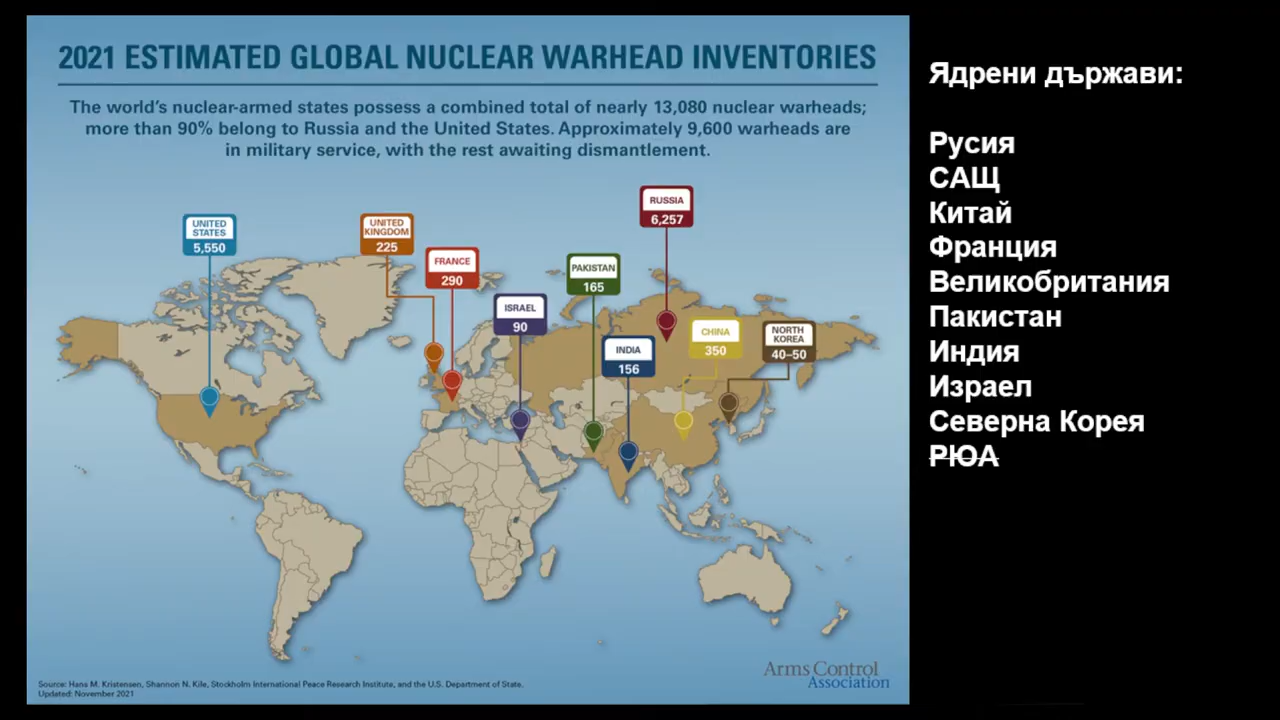 2021 ESTIMATED GLOBAL NUCLEAR WARHEAD INVENTORIES
The world's nuclear-armed states possess a combined total of nearly 13,080 nuclear warheads;
more than 90% belong to Russia and the United States. Approximately 9,600 warheads are
in military service, with the rest awaiting dismantlement.
RUSSIA
6,257
UNITED
STATES
5,550
UNITED
KINGDOM
225
FRANCE
290
PAKISTAN
165
ISRAEL
90
INDIA
156
CHINA
350
NORTH
KOREA
40–50
Arms Control
Association
Source: Hans M. Kristensen, Shannon N. Kile, Stockholm International Peace Research Institute, and the U.S. Department of State.
Updated: November 2021
Ядрени държави:
Русия
САЩ
Китай
Франция
Великобритания
Пакистан
Индия
Израел
Северна Корея
РЮА